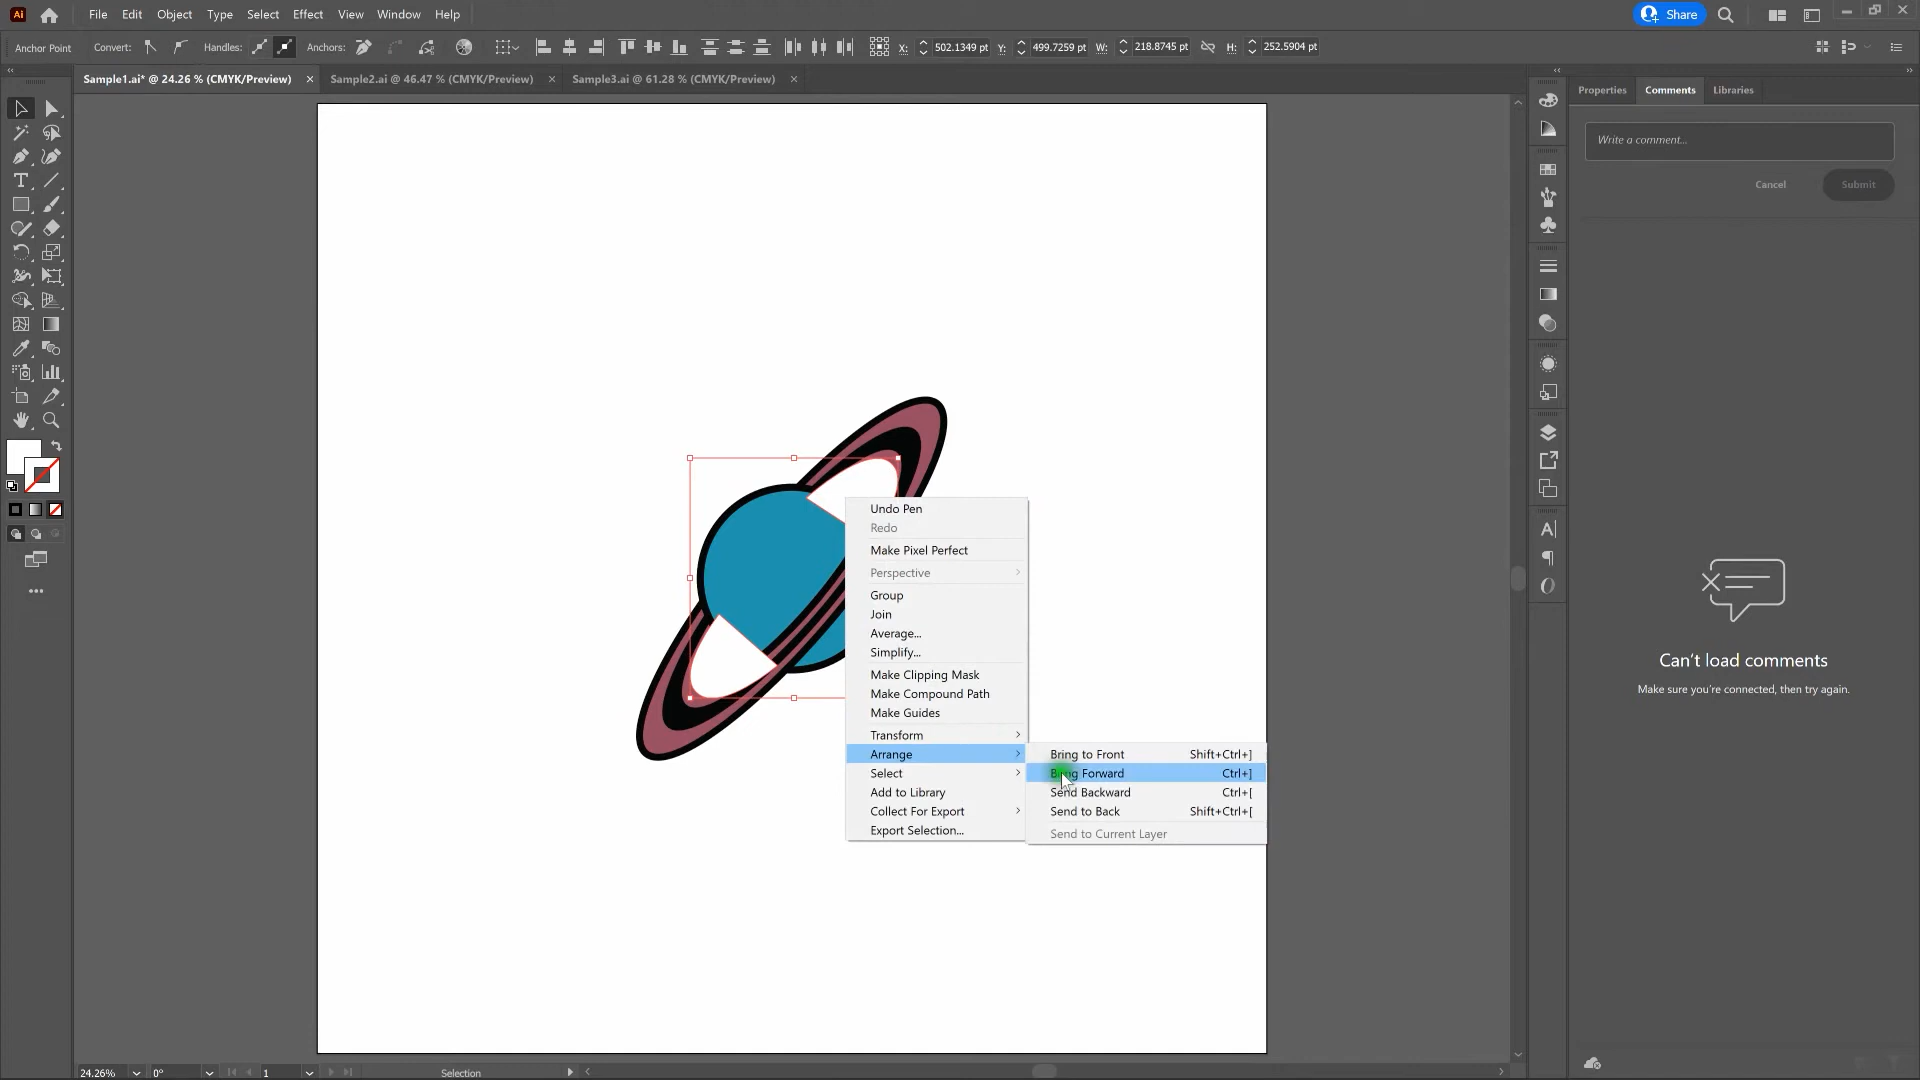 Ai File Edit Object Type Select Effect View Window Help Share
Anchor Point Convert: Handles: Anchors: X: 502.1349 pt Y: 499.7259 pt W: 218.8745 pt H: 252.5904 pt
Sample1.ai* @ 24.26 % (CMYK/Preview) × Sample2.ai @ 46.47 % (CMYK/Preview) × Sample3.ai @ 61.28 % (CMYK/Preview) ×
Properties Comments Libraries
Write a comment...
Cancel Submit
Undo Pen
Redo
Make Pixel Perfect
Perspective
Group
Join
Average...
Simplify...
Make Clipping Mask
Make Compound Path
Make Guides
Transform
Arrange
Select
Add to Library
Collect For Export
Export Selection...
Bring to Front Shift+Ctrl+]
Bring Forward Ctrl+]
Send Backward Ctrl+[
Send to Back Shift+Ctrl+[
Send to Current Layer
Can't load comments
Make sure you're connected, then try again.
24.26% 0° 1 Selection